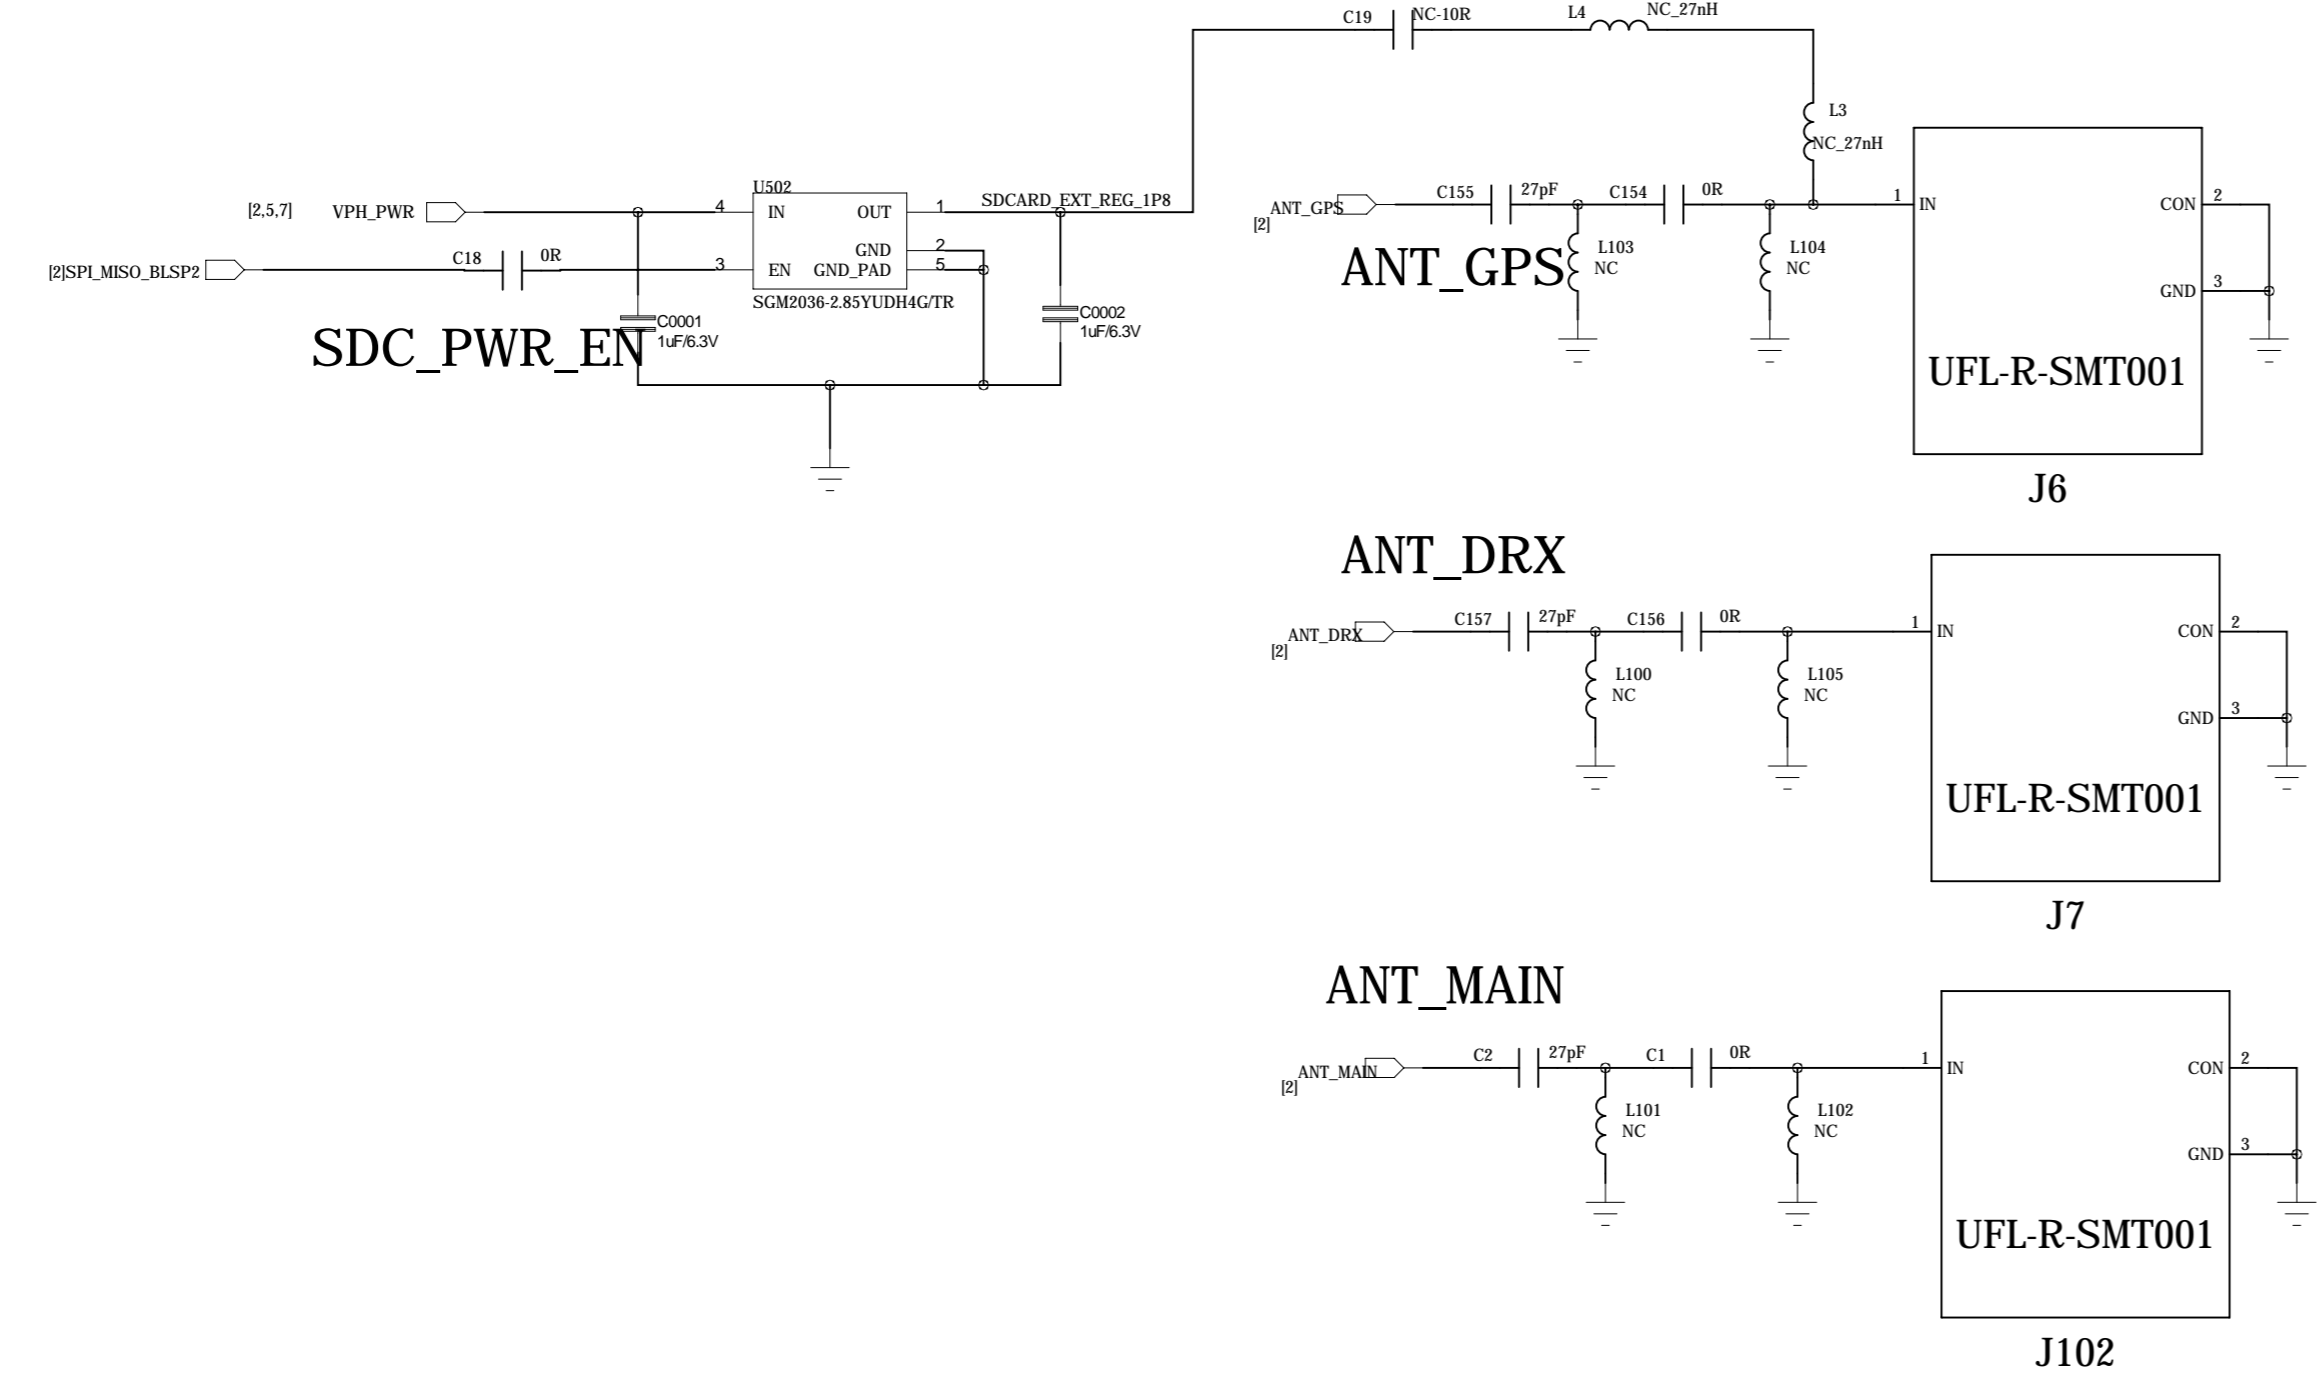 C19
NC-10R
L4
NC_27nH
L3
NC_27nH
[2,5,7]
VPH_PWR
[2]SPI_MISO_BLSP2
C18
0R
4
3
U502
IN
OUT
GND
EN
GND_PAD
SGM2036-2.85YUDH4G/TR
1
2
5
SDCARD_EXT_REG_1P8
C0001
1uF/6.3V
C0002
1uF/6.3V
SDC_PWR_EN
ANT_GPS
[2]
C155
27pF
C154
0R
L103
NC
L104
NC
ANT_GPS
1
IN
CON
2
GND
3
UFL-R-SMT001
J6
ANT_DRX
ANT_DRX
[2]
C157
27pF
C156
0R
L100
NC
L105
NC
1
IN
CON
2
GND
3
UFL-R-SMT001
J7
ANT_MAIN
ANT_MAIN
[2]
C2
27pF
C1
0R
L101
NC
L102
NC
1
IN
CON
2
GND
3
UFL-R-SMT001
J102